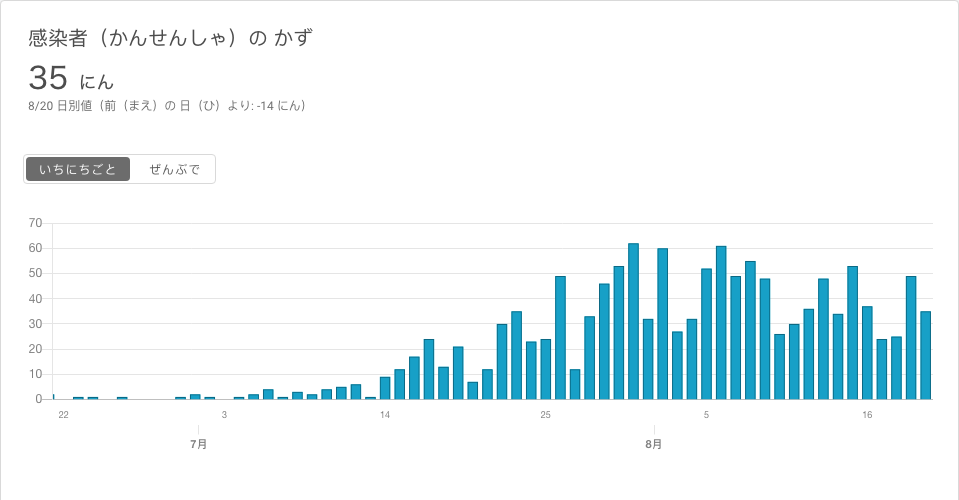 感染者（かんせんしゃ）の かず
35 にん
8/20 日別値（前（まえ）の 日（ひ）より: -14 にん）
いちにちごと ぜんぶで
70
60
50
40
30
20
10
0
22 3 14 25 5 16
7月 8月